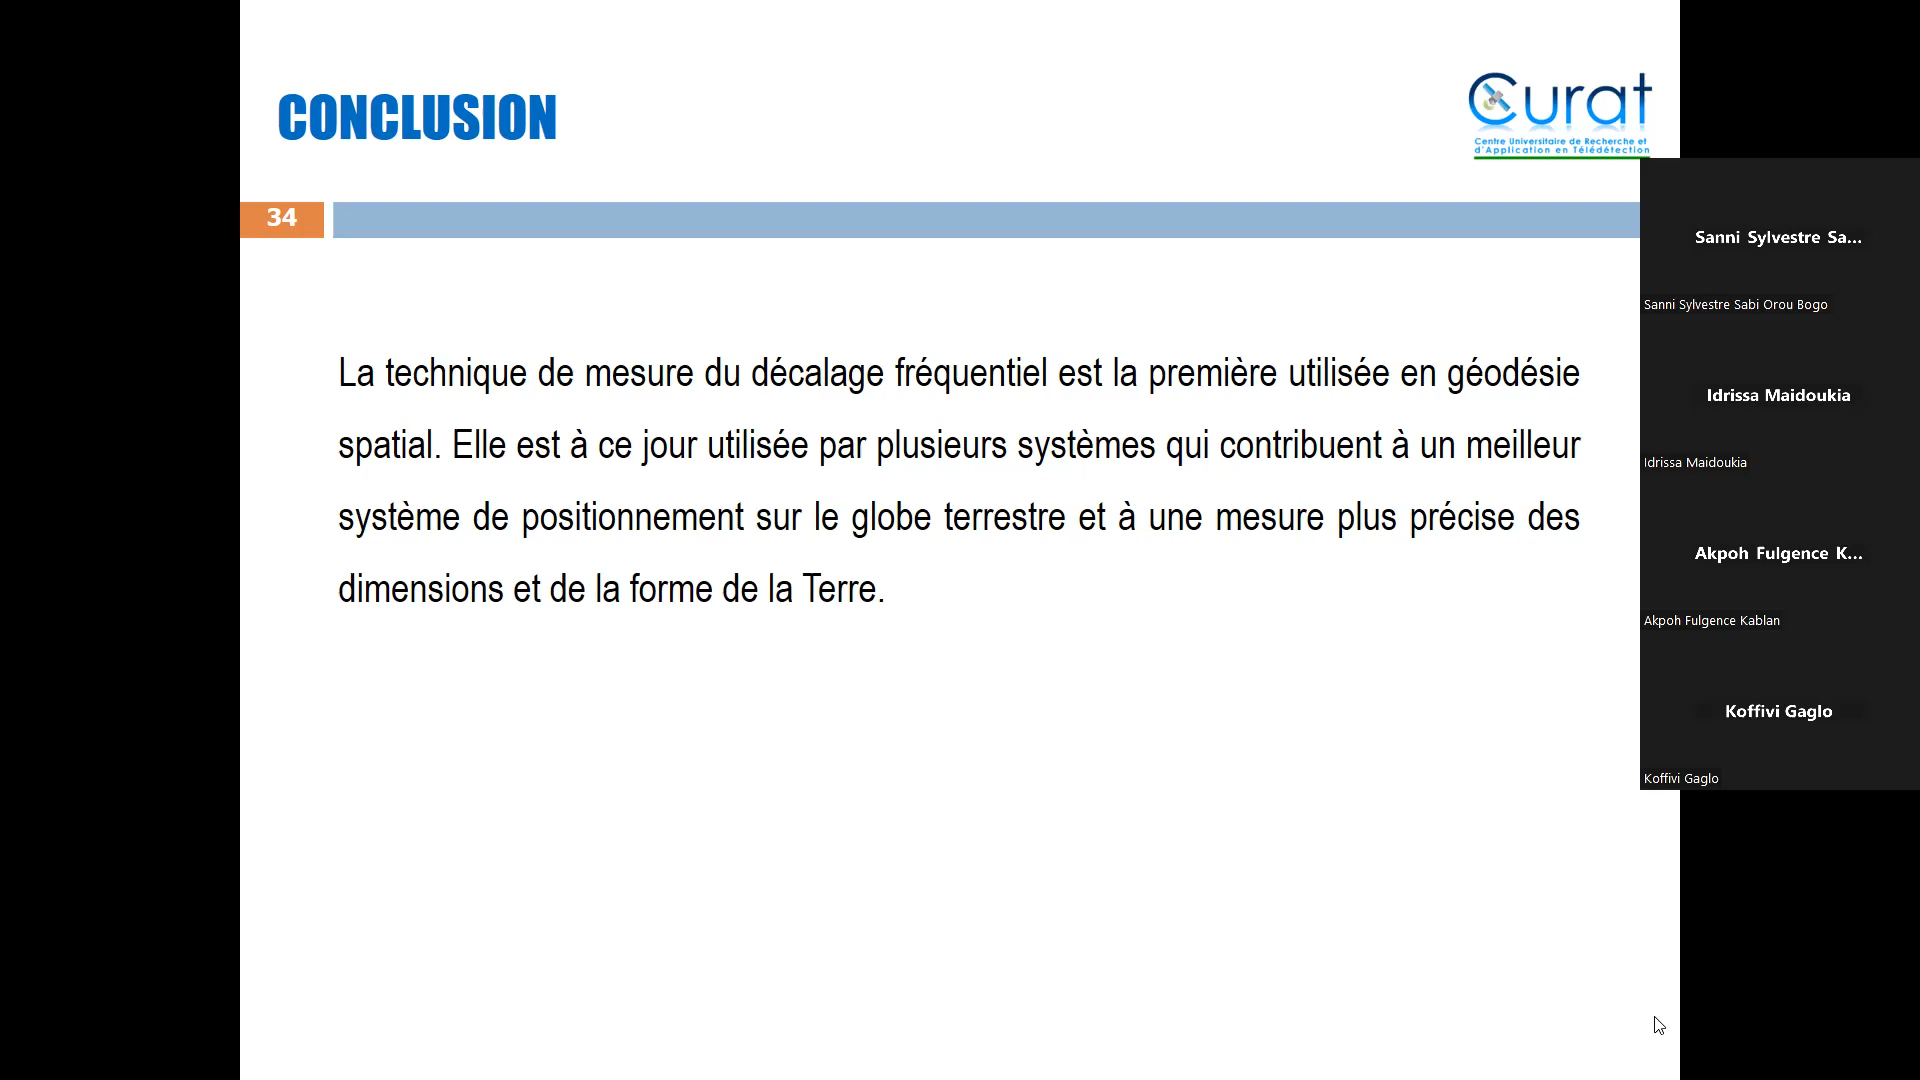 CONCLUSION
Curat
Centre Universitaire de Recherche et
d'Application en Télédétection
34
La technique de mesure du décalage fréquentiel est la première utilisée en géodésie
spatial. Elle est à ce jour utilisée par plusieurs systèmes qui contribuent à un meilleur
système de positionnement sur le globe terrestre et à une mesure plus précise des
dimensions et de la forme de la Terre.
Sanni Sylvestre Sa...
Sanni Sylvestre Sabi Orou Bogo
Idrissa Maidoukia
Idrissa Maidoukia
Akpoh Fulgence K...
Akpoh Fulgence Kablan
Koffivi Gaglo
Koffivi Gaglo